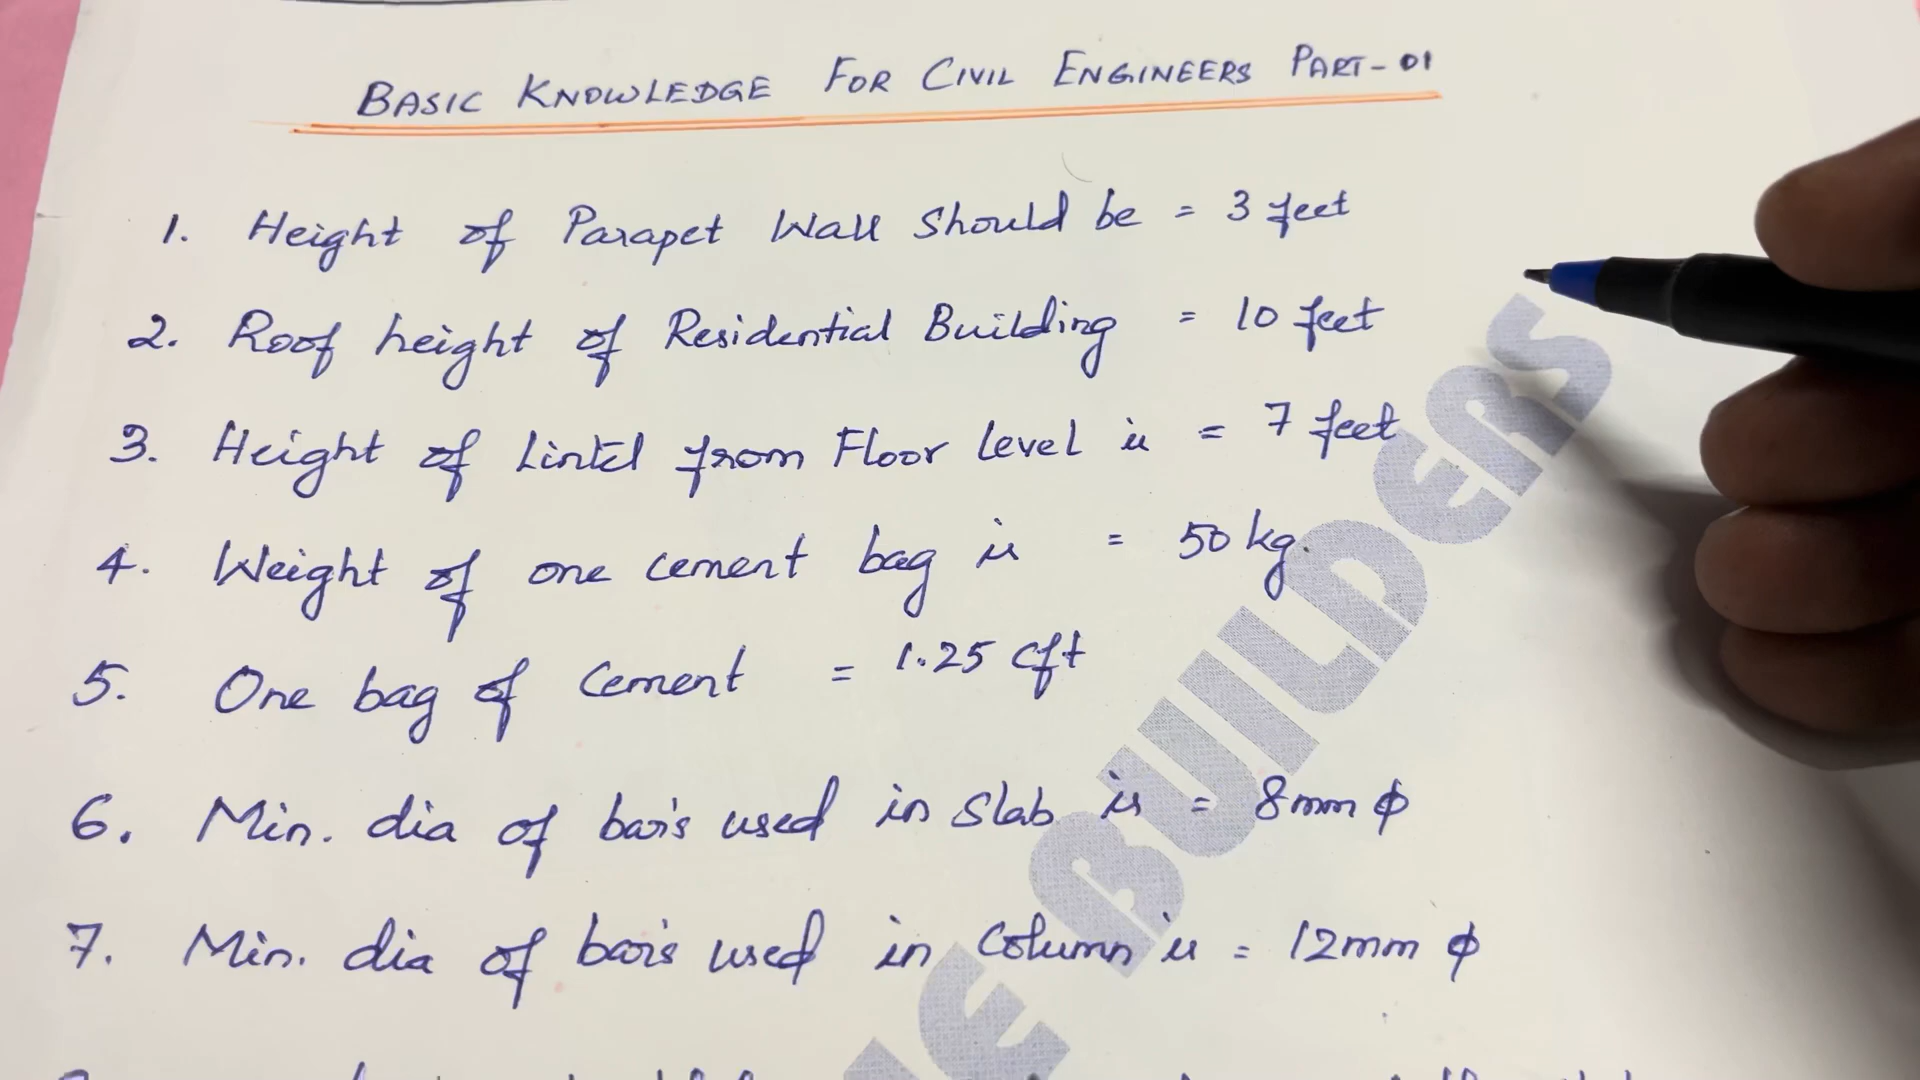 BASIC KNOWLEDGE FOR CIVIL ENGINEERS PART-01
1. Height of Parapet Wall Should be = 3 feet
2. Roof height of Residential Building = 10 feet
3. Height of Lintel from Floor level is = 7 feet
4. Weight of one cement bag is = 50 kg.
5. One bag of Cement = 1.25 cft
6. Min. dia of bars used in Slab is = 8mm ϕ
7. Min. dia of bars used in Column is = 12mm ϕ
BUILDERS